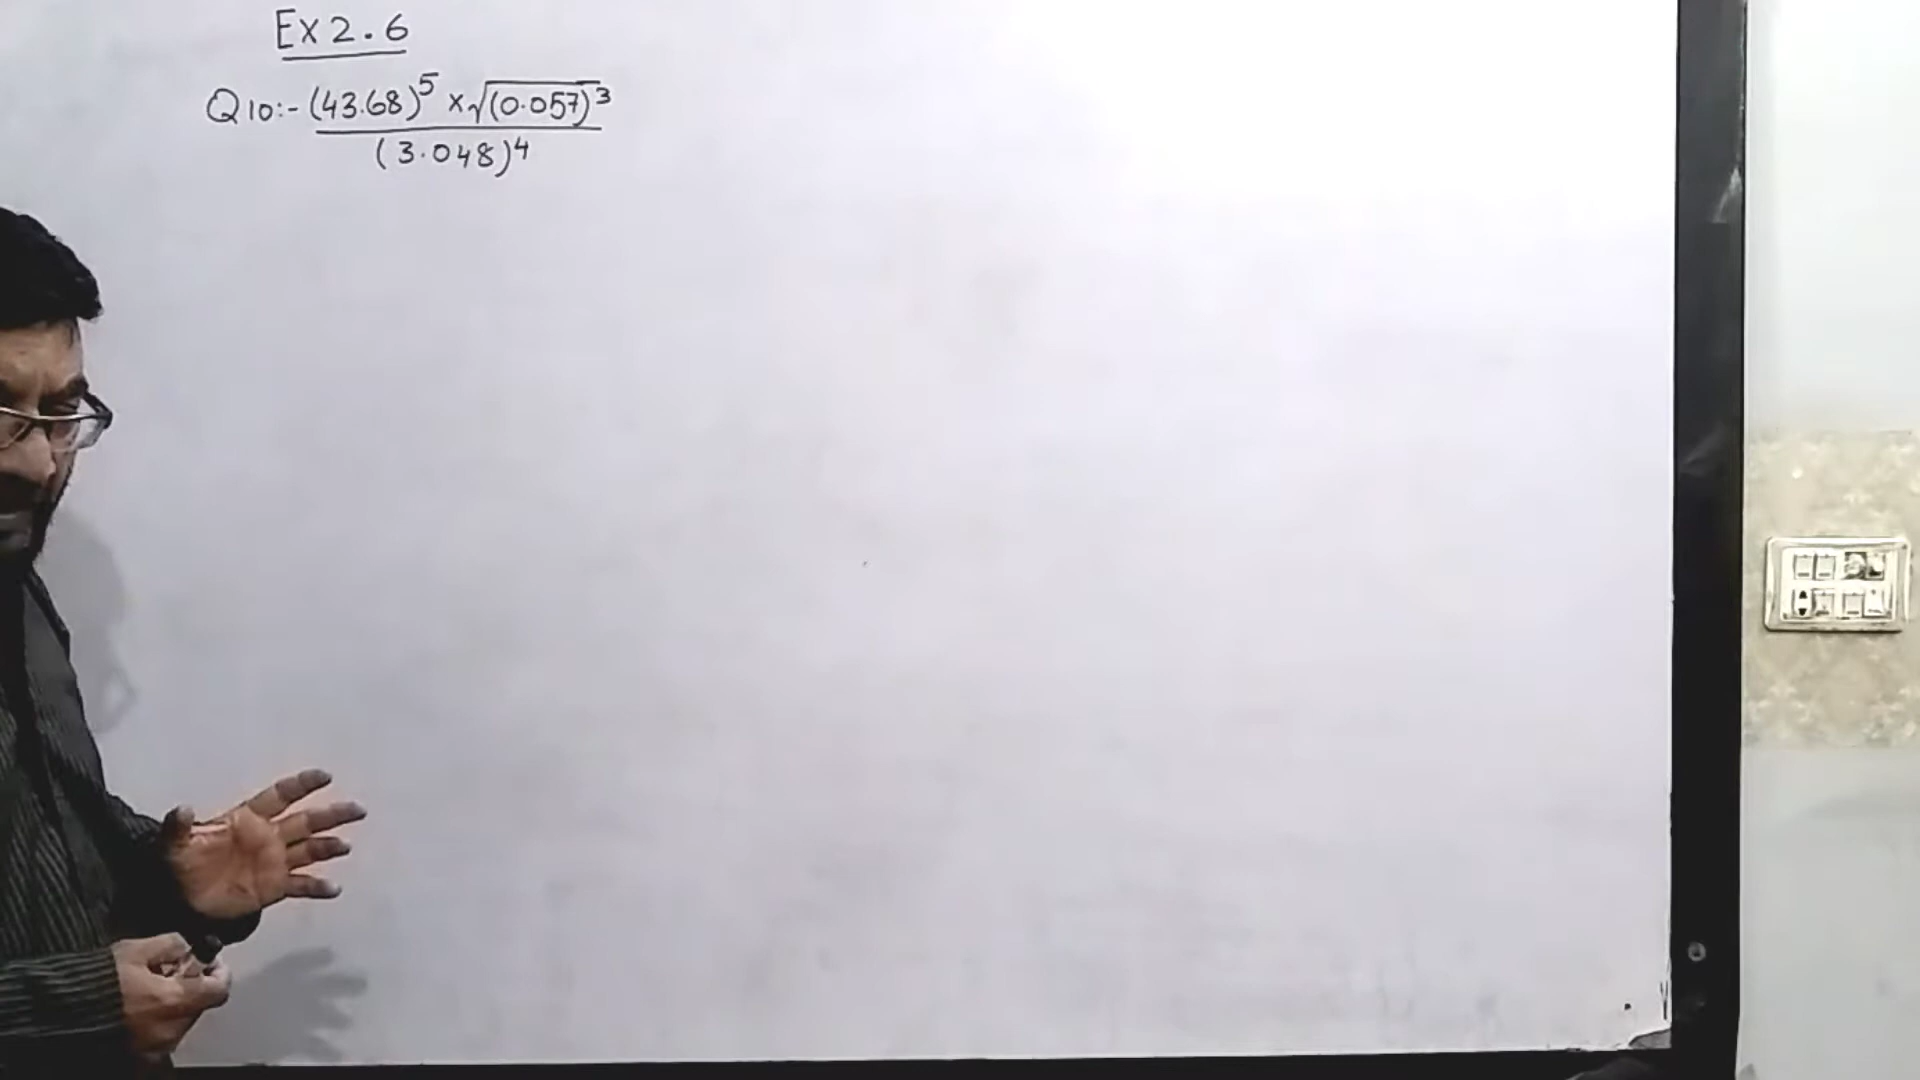 Ex 2.6
Q10:- (43.68)⁵ × √(0.057)³
(3.048)⁴